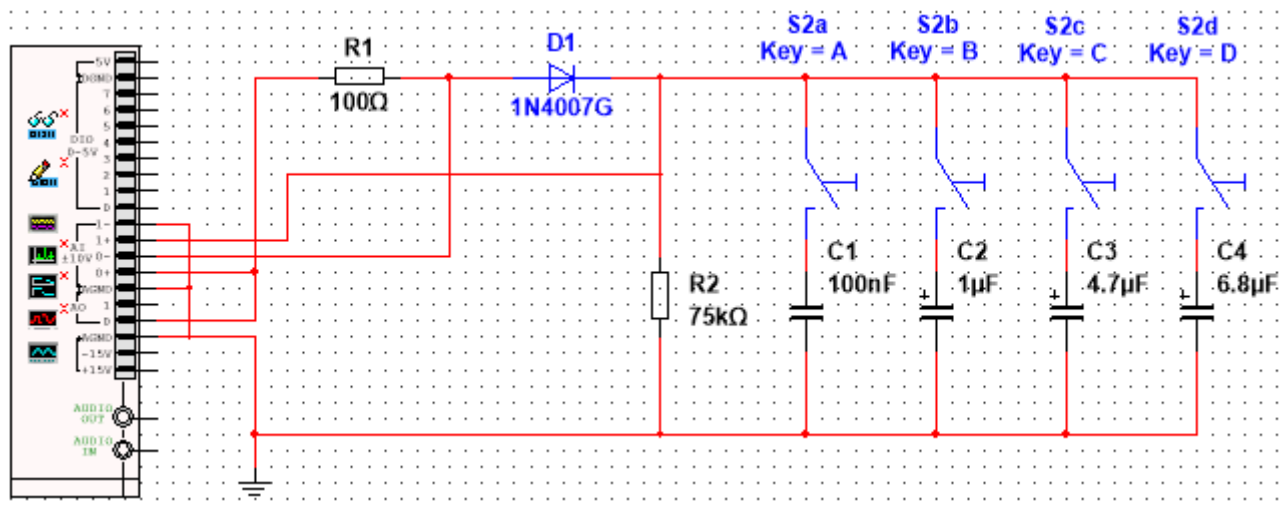 S2a S2b S2c S2d
Key = A Key = B Key = C Key = D
R1 D1
100Ω 1N4007G
5V
DGND
7
6
5
4
3
2
1
0
DIO
0-5V
1-
1+
0-
0+
AI
±10V
AGND
1
0
AO
AGND
-15V
+15V
AUDIO
OUT
AUDIO
IN
R2
75kΩ
C1 C2 C3 C4
100nF 1µF 4.7µF 6.8µF
+ + +